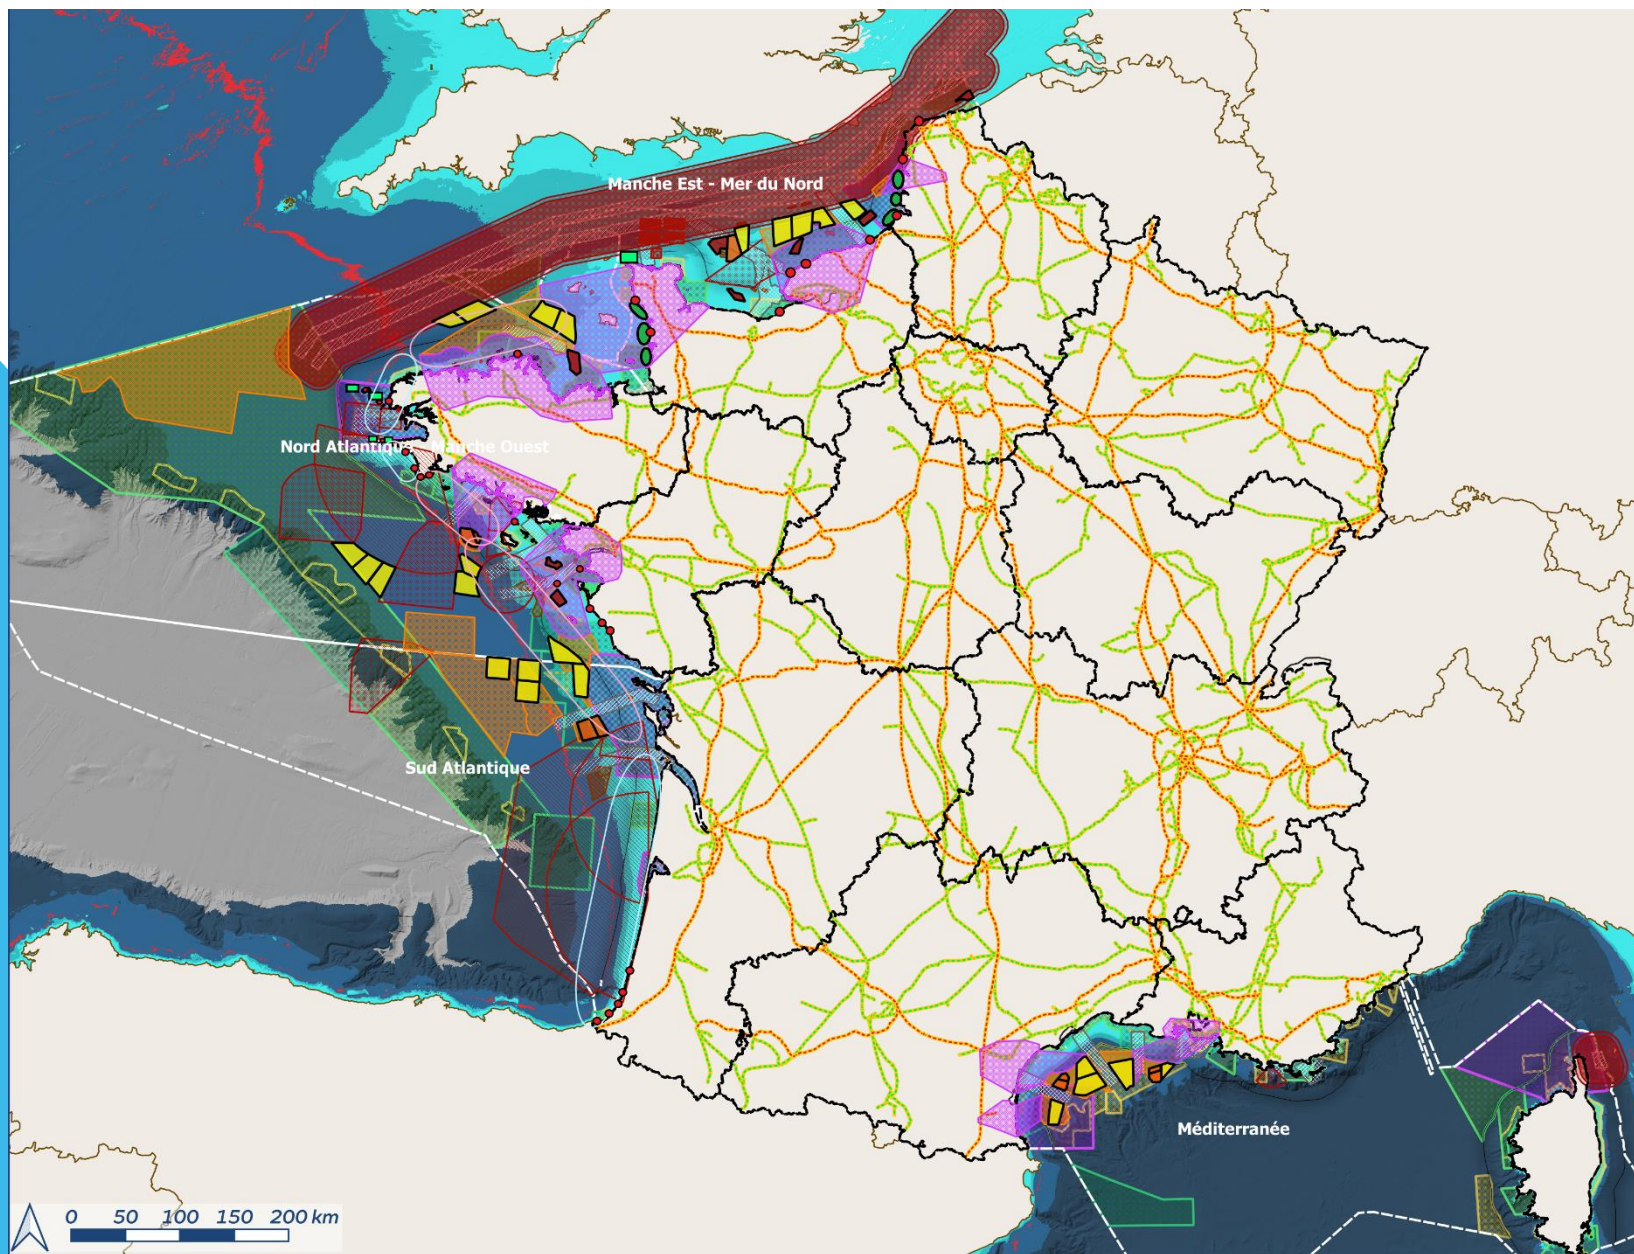 Manche Est - Mer du Nord
Nord Atlantique - Manche Ouest
Sud Atlantique
Méditerranée
0 50 100 150 200 km